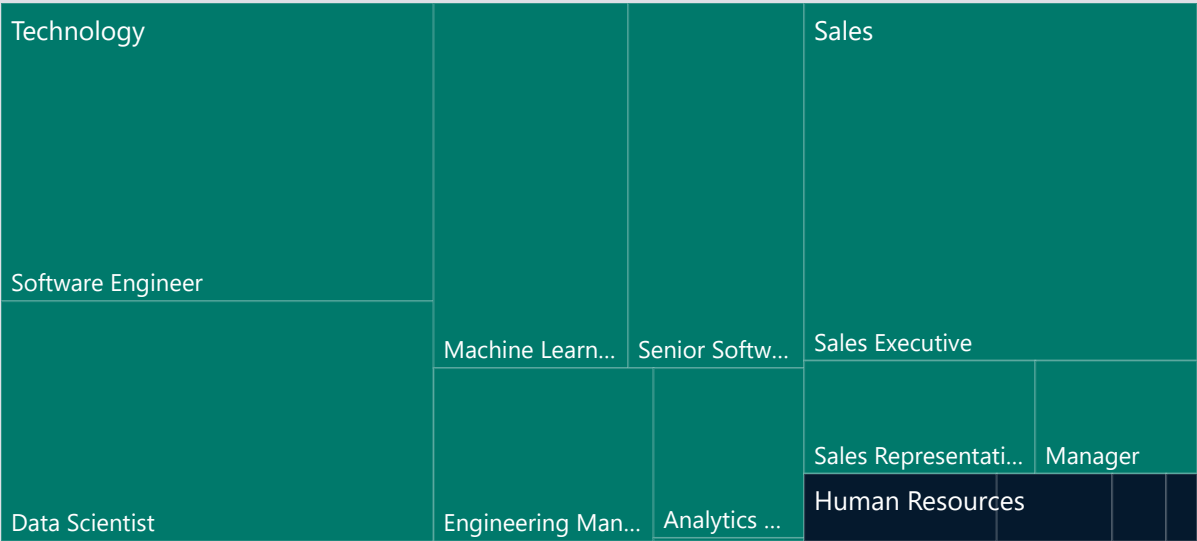 Technology
Software Engineer
Data Scientist
Machine Learn...
Senior Softw...
Engineering Man...
Analytics ...
Sales
Sales Executive
Sales Representati...
Manager
Human Resources